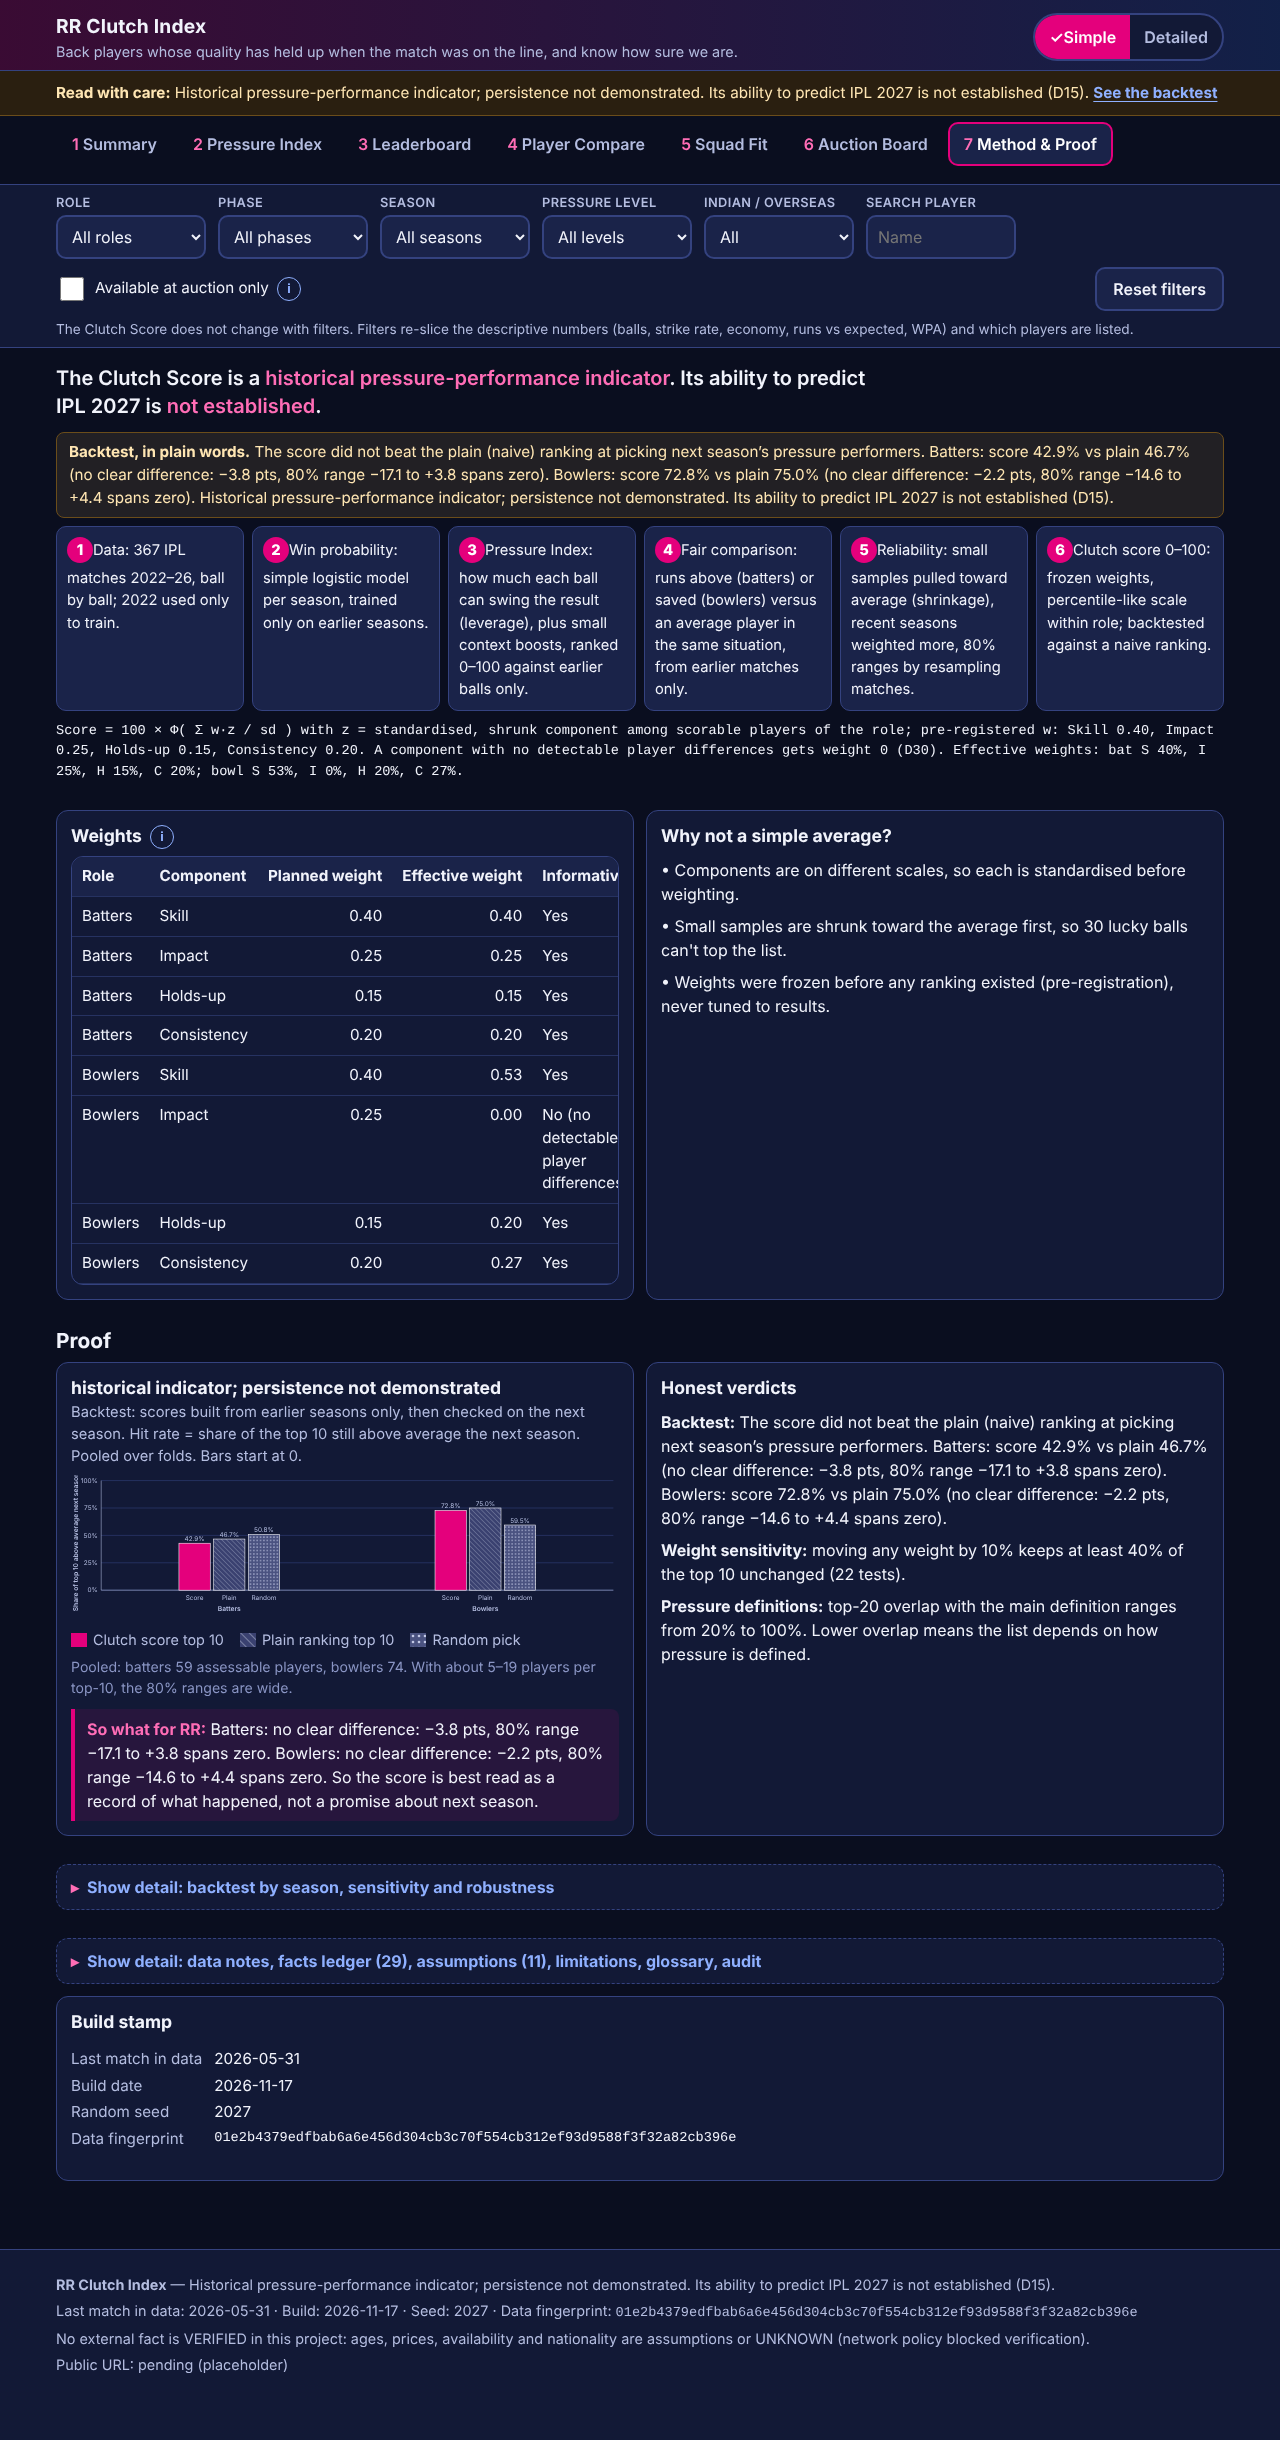 RR Clutch Index
Back players whose quality has held up when the match was on the line, and know how sure we are.
✓Simple Detailed
Read with care: Historical pressure-performance indicator; persistence not demonstrated. Its ability to predict IPL 2027 is not established (D15). See the backtest
1 Summary 2 Pressure Index 3 Leaderboard 4 Player Compare 5 Squad Fit 6 Auction Board 7 Method & Proof
ROLE PHASE SEASON PRESSURE LEVEL INDIAN / OVERSEAS SEARCH PLAYER
All roles All phases All seasons All levels All Name
Available at auction only i Reset filters
The Clutch Score does not change with filters. Filters re-slice the descriptive numbers (balls, strike rate, economy, runs vs expected, WPA) and which players are listed.
The Clutch Score is a historical pressure-performance indicator. Its ability to predict
IPL 2027 is not established.
Backtest, in plain words. The score did not beat the plain (naive) ranking at picking next season’s pressure performers. Batters: score 42.9% vs plain 46.7%
(no clear difference: −3.8 pts, 80% range −17.1 to +3.8 spans zero). Bowlers: score 72.8% vs plain 75.0% (no clear difference: −2.2 pts, 80% range −14.6 to
+4.4 spans zero). Historical pressure-performance indicator; persistence not demonstrated. Its ability to predict IPL 2027 is not established (D15).
1 Data: 367 IPL
matches 2022–26, ball
by ball; 2022 used only
to train.
2 Win probability:
simple logistic model
per season, trained
only on earlier seasons.
3 Pressure Index:
how much each ball
can swing the result
(leverage), plus small
context boosts, ranked
0–100 against earlier
balls only.
4 Fair comparison:
runs above (batters) or
saved (bowlers) versus
an average player in
the same situation,
from earlier matches
only.
5 Reliability: small
samples pulled toward
average (shrinkage),
recent seasons
weighted more, 80%
ranges by resampling
matches.
6 Clutch score 0–100:
frozen weights,
percentile-like scale
within role; backtested
against a naive ranking.
Score = 100 × Φ( Σ w·z / sd ) with z = standardised, shrunk component among scorable players of the role; pre-registered w: Skill 0.40, Impact
0.25, Holds-up 0.15, Consistency 0.20. A component with no detectable player differences gets weight 0 (D30). Effective weights: bat S 40%, I
25%, H 15%, C 20%; bowl S 53%, I 0%, H 20%, C 27%.
Weights i
Role Component Planned weight Effective weight Informativ
Batters Skill 0.40 0.40 Yes
Batters Impact 0.25 0.25 Yes
Batters Holds-up 0.15 0.15 Yes
Batters Consistency 0.20 0.20 Yes
Bowlers Skill 0.40 0.53 Yes
Bowlers Impact 0.25 0.00 No (no
detectable
player
differences
Bowlers Holds-up 0.15 0.20 Yes
Bowlers Consistency 0.20 0.27 Yes
Why not a simple average?
• Components are on different scales, so each is standardised before
weighting.
• Small samples are shrunk toward the average first, so 30 lucky balls
can't top the list.
• Weights were frozen before any ranking existed (pre-registration),
never tuned to results.
Proof
historical indicator; persistence not demonstrated
Backtest: scores built from earlier seasons only, then checked on the next
season. Hit rate = share of the top 10 still above average the next season.
Pooled over folds. Bars start at 0.
Share of top 10 above average next season
100%
75%
50%
25%
0%
42.9% 46.7% 50.8% 72.8% 75.0% 59.5%
Score Plain Random Score Plain Random
Batters Bowlers
Clutch score top 10 Plain ranking top 10 Random pick
Pooled: batters 59 assessable players, bowlers 74. With about 5–19 players per
top-10, the 80% ranges are wide.
So what for RR: Batters: no clear difference: −3.8 pts, 80% range
−17.1 to +3.8 spans zero. Bowlers: no clear difference: −2.2 pts, 80%
range −14.6 to +4.4 spans zero. So the score is best read as a
record of what happened, not a promise about next season.
Honest verdicts
Backtest: The score did not beat the plain (naive) ranking at picking
next season’s pressure performers. Batters: score 42.9% vs plain 46.7%
(no clear difference: −3.8 pts, 80% range −17.1 to +3.8 spans zero).
Bowlers: score 72.8% vs plain 75.0% (no clear difference: −2.2 pts,
80% range −14.6 to +4.4 spans zero).
Weight sensitivity: moving any weight by 10% keeps at least 40% of
the top 10 unchanged (22 tests).
Pressure definitions: top-20 overlap with the main definition ranges
from 20% to 100%. Lower overlap means the list depends on how
pressure is defined.
▸ Show detail: backtest by season, sensitivity and robustness
▸ Show detail: data notes, facts ledger (29), assumptions (11), limitations, glossary, audit
Build stamp
Last match in data 2026-05-31
Build date 2026-11-17
Random seed 2027
Data fingerprint 01e2b4379edfbab6a6e456d304cb3c70f554cb312ef93d9588f3f32a82cb396e
RR Clutch Index — Historical pressure-performance indicator; persistence not demonstrated. Its ability to predict IPL 2027 is not established (D15).
Last match in data: 2026-05-31 · Build: 2026-11-17 · Seed: 2027 · Data fingerprint: 01e2b4379edfbab6a6e456d304cb3c70f554cb312ef93d9588f3f32a82cb396e
No external fact is VERIFIED in this project: ages, prices, availability and nationality are assumptions or UNKNOWN (network policy blocked verification).
Public URL: pending (placeholder)